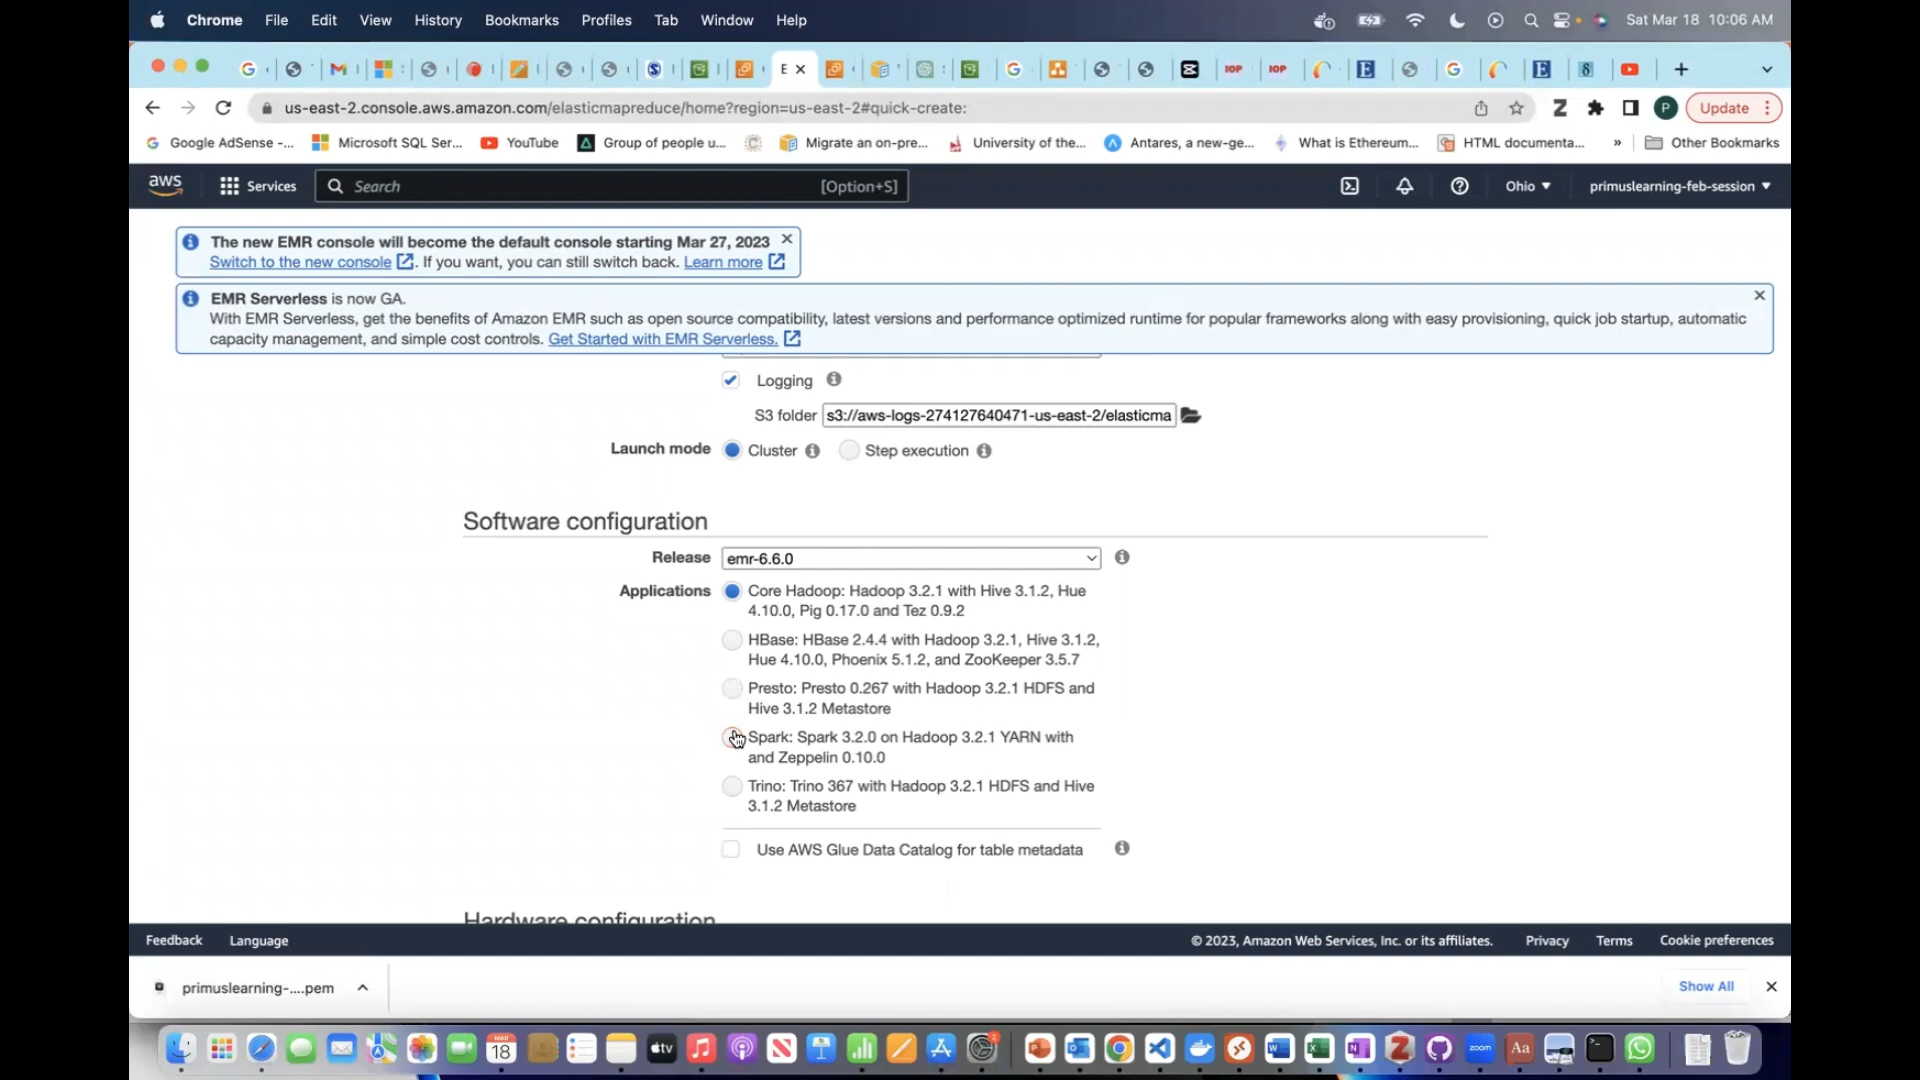 Chrome File Edit View History Bookmarks Profiles Tab Window Help Sat Mar 18 10:06 AM
E
IOP IOP
us-east-2.console.aws.amazon.com/elasticmapreduce/home?region=us-east-2#quick-create: P Update
Google AdSense -... Microsoft SQL Ser... YouTube Group of people u... Migrate an on-pre... University of the... Antares, a new-ge... What is Ethereum... HTML documenta... » Other Bookmarks
aws Services Search [Option+S] Ohio primuslearning-feb-session
The new EMR console will become the default console starting Mar 27, 2023
Switch to the new console . If you want, you can still switch back. Learn more
EMR Serverless is now GA.
With EMR Serverless, get the benefits of Amazon EMR such as open source compatibility, latest versions and performance optimized runtime for popular frameworks along with easy provisioning, quick job startup, automatic
capacity management, and simple cost controls. Get Started with EMR Serverless.
Logging
S3 folder s3://aws-logs-274127640471-us-east-2/elasticma
Launch mode Cluster Step execution
Software configuration
Release emr-6.6.0
Applications Core Hadoop: Hadoop 3.2.1 with Hive 3.1.2, Hue
4.10.0, Pig 0.17.0 and Tez 0.9.2
HBase: HBase 2.4.4 with Hadoop 3.2.1, Hive 3.1.2,
Hue 4.10.0, Phoenix 5.1.2, and ZooKeeper 3.5.7
Presto: Presto 0.267 with Hadoop 3.2.1 HDFS and
Hive 3.1.2 Metastore
Spark: Spark 3.2.0 on Hadoop 3.2.1 YARN with
and Zeppelin 0.10.0
Trino: Trino 367 with Hadoop 3.2.1 HDFS and Hive
3.1.2 Metastore
Use AWS Glue Data Catalog for table metadata
Hardware configuration
Feedback Language © 2023, Amazon Web Services, Inc. or its affiliates. Privacy Terms Cookie preferences
primuslearning-....pem Show All
MAR 18 tv zoom Aa